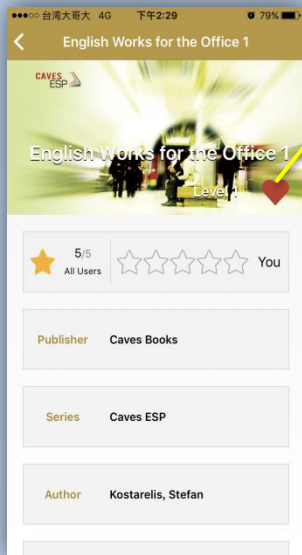 ●●●○○ 台湾大哥大 4G 下午2:29 79%
English Works for the Office 1
CAVES
ESP
English Works for the Office 1
Level 1
5/5
All Users
You
Publisher Caves Books
Series Caves ESP
Author Kostarelis, Stefan